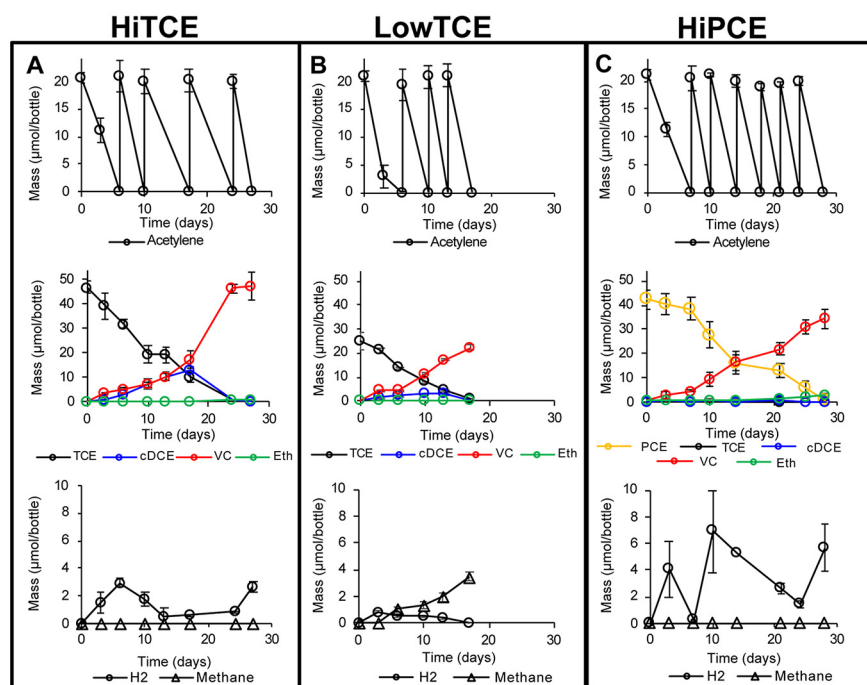 HiTCE
LowTCE
HiPCE
A
Mass (µmol/bottle)
20
15
10
5
0
0 10 20 30
Time (days)
Acetylene
B
Mass (µmol/bottle)
20
15
10
5
0
0 10 20 30
Time (days)
Acetylene
C
Mass (µmol/bottle)
20
15
10
5
0
0 10 20 30
Time (days)
Acetylene
Mass (µmol/bottle)
50
40
30
20
10
0
0 10 20 30
Time (days)
TCE cDCE VC Eth
Mass (µmol/bottle)
50
40
30
20
10
0
0 10 20 30
Time (days)
TCE cDCE VC Eth
Mass (µmol/bottle)
50
40
30
20
10
0
0 10 20 30
Time (days)
PCE TCE cDCE
VC Eth
Mass (µmol/bottle)
10
8
6
4
2
0
0 10 20 30
Time (days)
H2 Methane
Mass (µmol/bottle)
10
8
6
4
2
0
0 10 20 30
Time (days)
H2 Methane
Mass (µmol/bottle)
10
8
6
4
2
0
0 10 20 30
Time (days)
H2 Methane